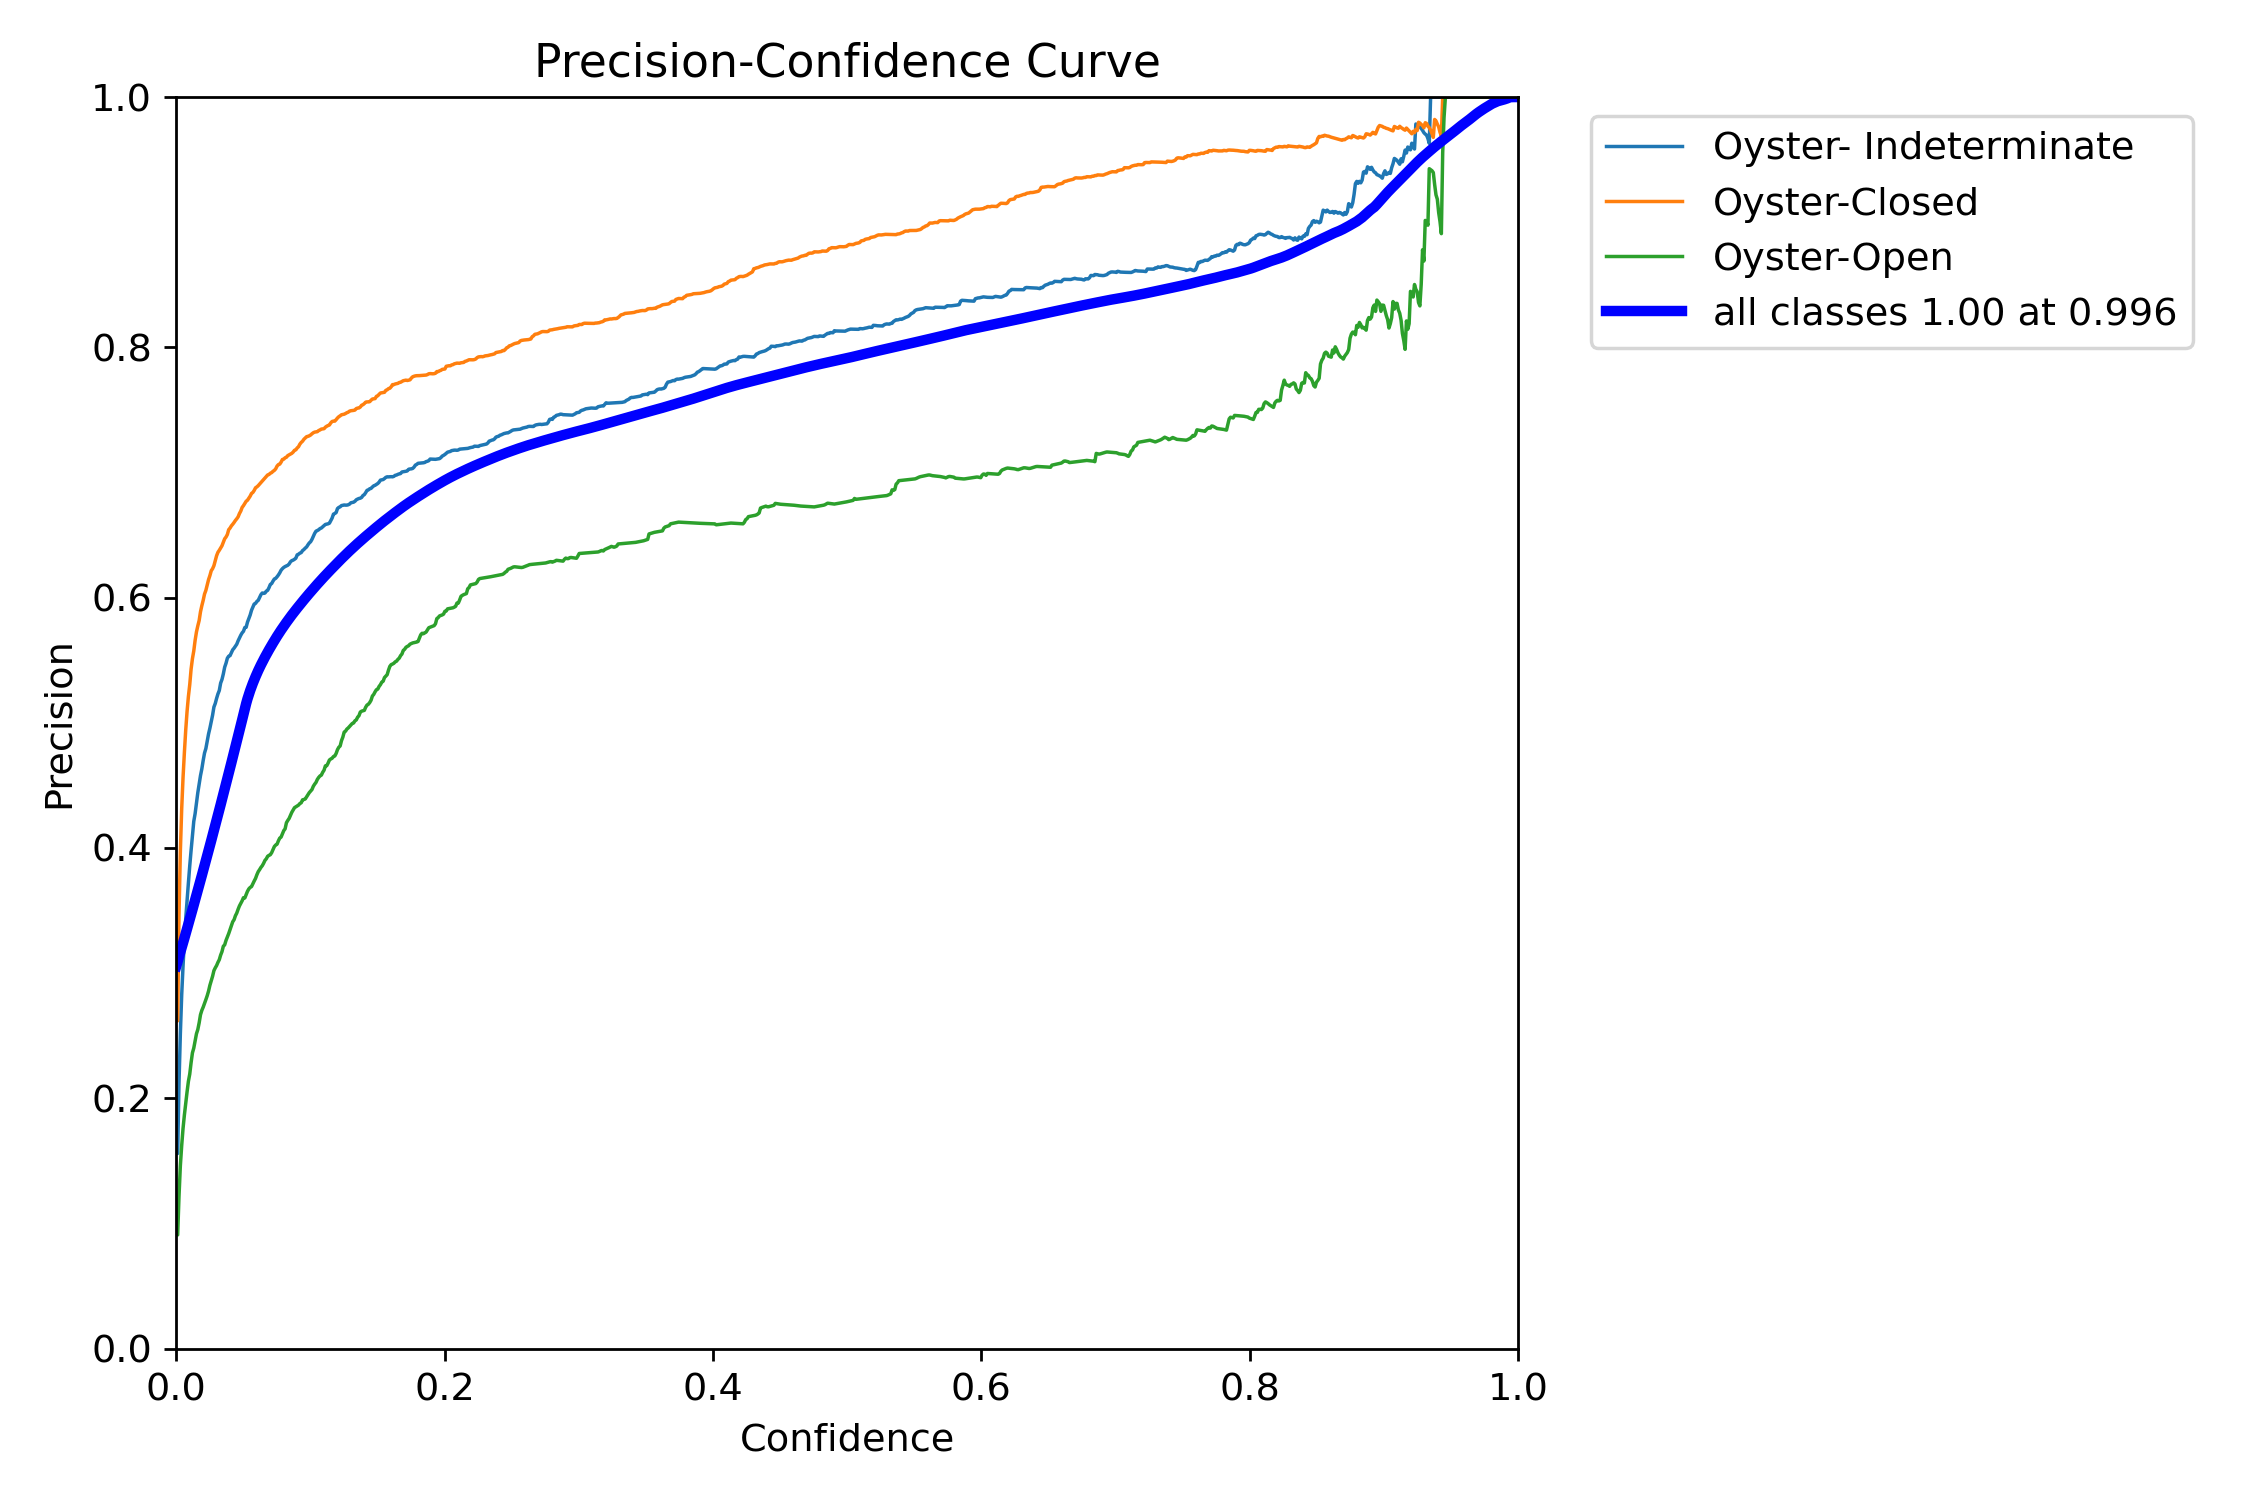 Precision-Confidence Curve
1.0
0.8
0.6
0.4
0.2
0.0
Precision
0.0 0.2 0.4 0.6 0.8 1.0
Confidence
Oyster- Indeterminate
Oyster-Closed
Oyster-Open
all classes 1.00 at 0.996